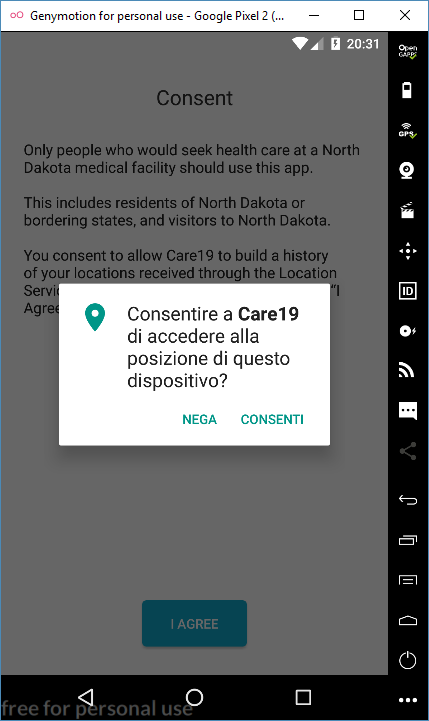 Genymotion for personal use - Google Pixel 2 (...
20:31
Open
GAPPS
Consent
Only people who would seek health care at a North
Dakota medical facility should use this app.
GPS
This includes residents of North Dakota or
bordering states, and visitors to North Dakota.
You consent to allow Care19 to build a history
of your locations received through the Location
Servic
"I
Agree
ID
Consentire a Care19
di accedere alla
posizione di questo
dispositivo?
NEGA CONSENTI
I AGREE
free for personal use